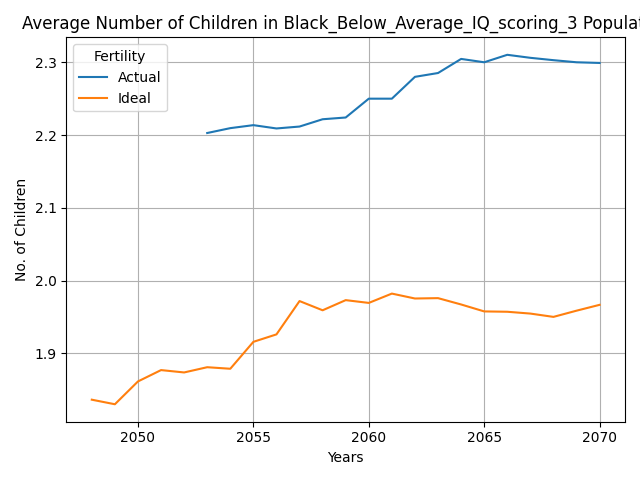 Average Number of Children in Black_Below_Average_IQ_scoring_3 Populat
Fertility
Actual
Ideal
2.3
2.2
2.1
2.0
1.9
No. of Children
2050 2055 2060 2065 2070
Years